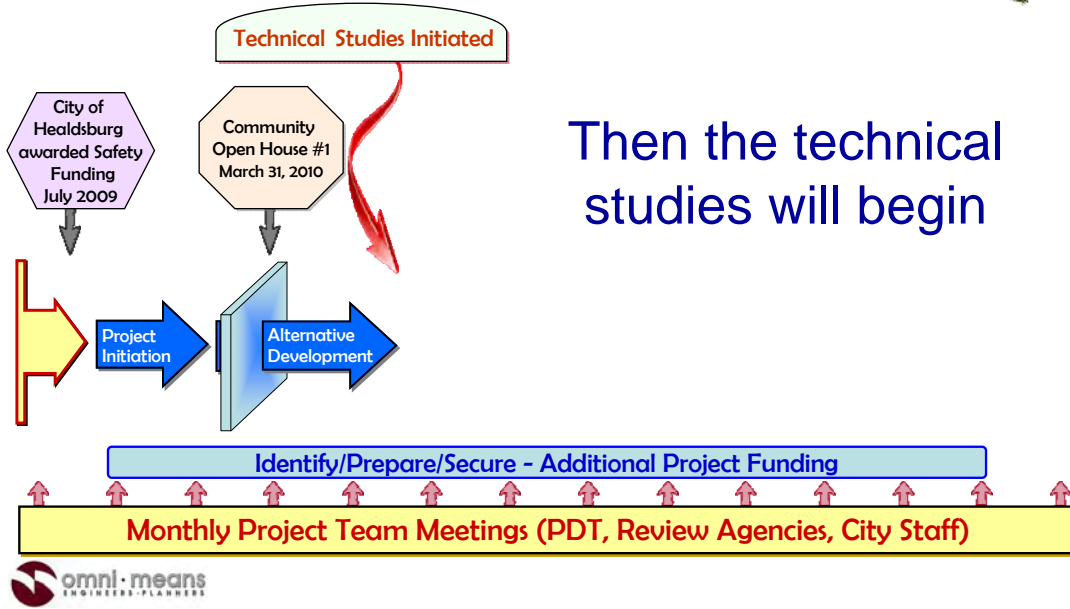 Technical Studies Initiated
City of
Healdsburg
awarded Safety
Funding
July 2009
Community
Open House #1
March 31, 2010
Then the technical
studies will begin
Project
Initiation
Alternative
Development
Identify/Prepare/Secure - Additional Project Funding
Monthly Project Team Meetings (PDT, Review Agencies, City Staff)
omni·means
ENGINEERS·PLANNERS